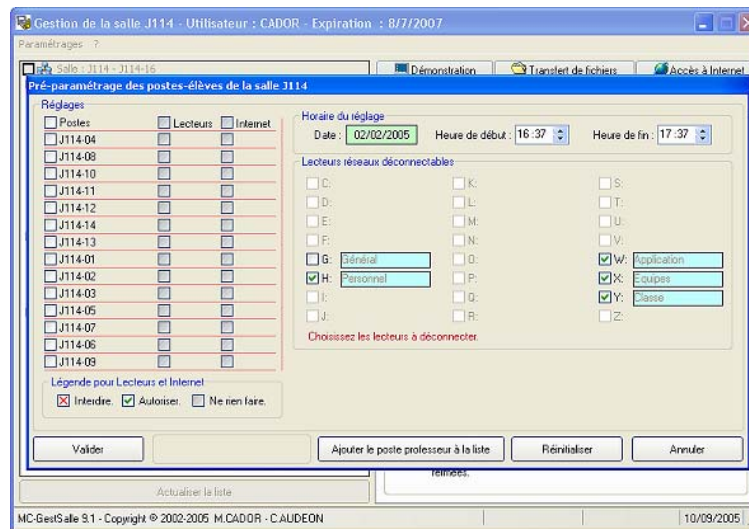 Gestion de la salle J114 - Utilisateur : CADOR - Expiration : 8/7/2007
Paramétrages ?
Salle : J114 - J114-16
Démonstration
Transfert de fichiers
Accès à Internet
Pré-paramétrage des postes-élèves de la salle J114
Réglages
Postes Lecteurs Internet
J114-04
J114-08
J114-10
J114-11
J114-12
J114-14
J114-13
J114-01
J114-02
J114-03
J114-05
J114-07
J114-06
J114-09
Légende pour Lecteurs et Internet
Interdire. Autoriser. Ne rien faire.
Horaire du réglage
Date : 02/02/2005 Heure de début : 16:37 Heure de fin : 17:37
Lecteurs réseaux déconnectables
C: K: S:
D: L: T:
E: M: U:
F: N: V:
G: Général O: W: Application
H: Personnel P: X: Equipes
I: Q: Y: Classe
J: R: Z:
Choisissez les lecteurs à déconnecter.
Valider
Ajouter le poste professeur à la liste
Réinitialiser
Annuler
Actualiser la liste
MC-GestSalle 9.1 - Copyright © 2002-2005 M.CADOR - C.AUDEON
10/09/2005